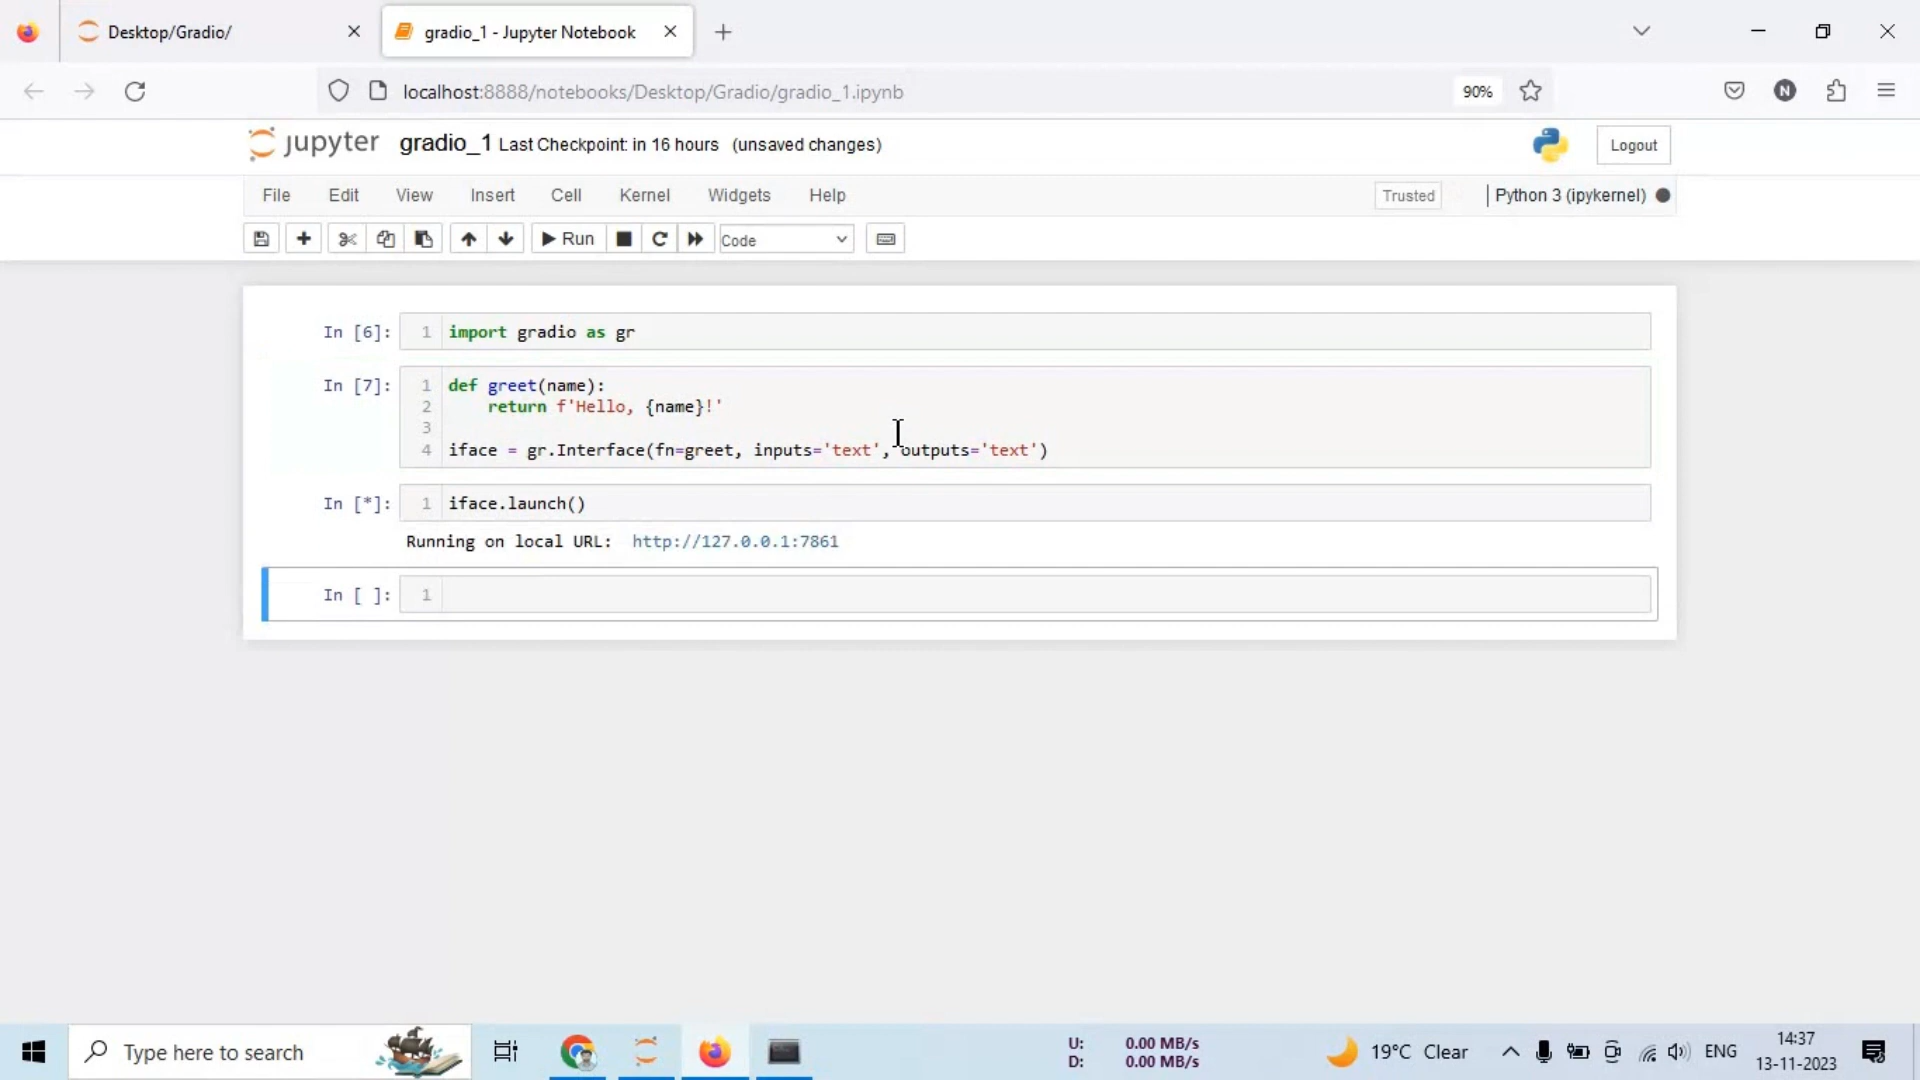 Desktop/Gradio/
gradio_1 - Jupyter Notebook
localhost:8888/notebooks/Desktop/Gradio/gradio_1.ipynb
90%
N
jupyter gradio_1 Last Checkpoint: in 16 hours (unsaved changes)
Logout
File Edit View Insert Cell Kernel Widgets Help
Trusted
Python 3 (ipykernel)
Run
Code
In [6]: 1 import gradio as gr
In [7]: 1 def greet(name):
2 return f'Hello, {name}!'
3
4 iface = gr.Interface(fn=greet, inputs='text', outputs='text')
In [*]: 1 iface.launch()
Running on local URL: http://127.0.0.1:7861
In [ ]: 1
Type here to search
U: 0.00 MB/s
D: 0.00 MB/s
19°C Clear
ENG
14:37
13-11-2023